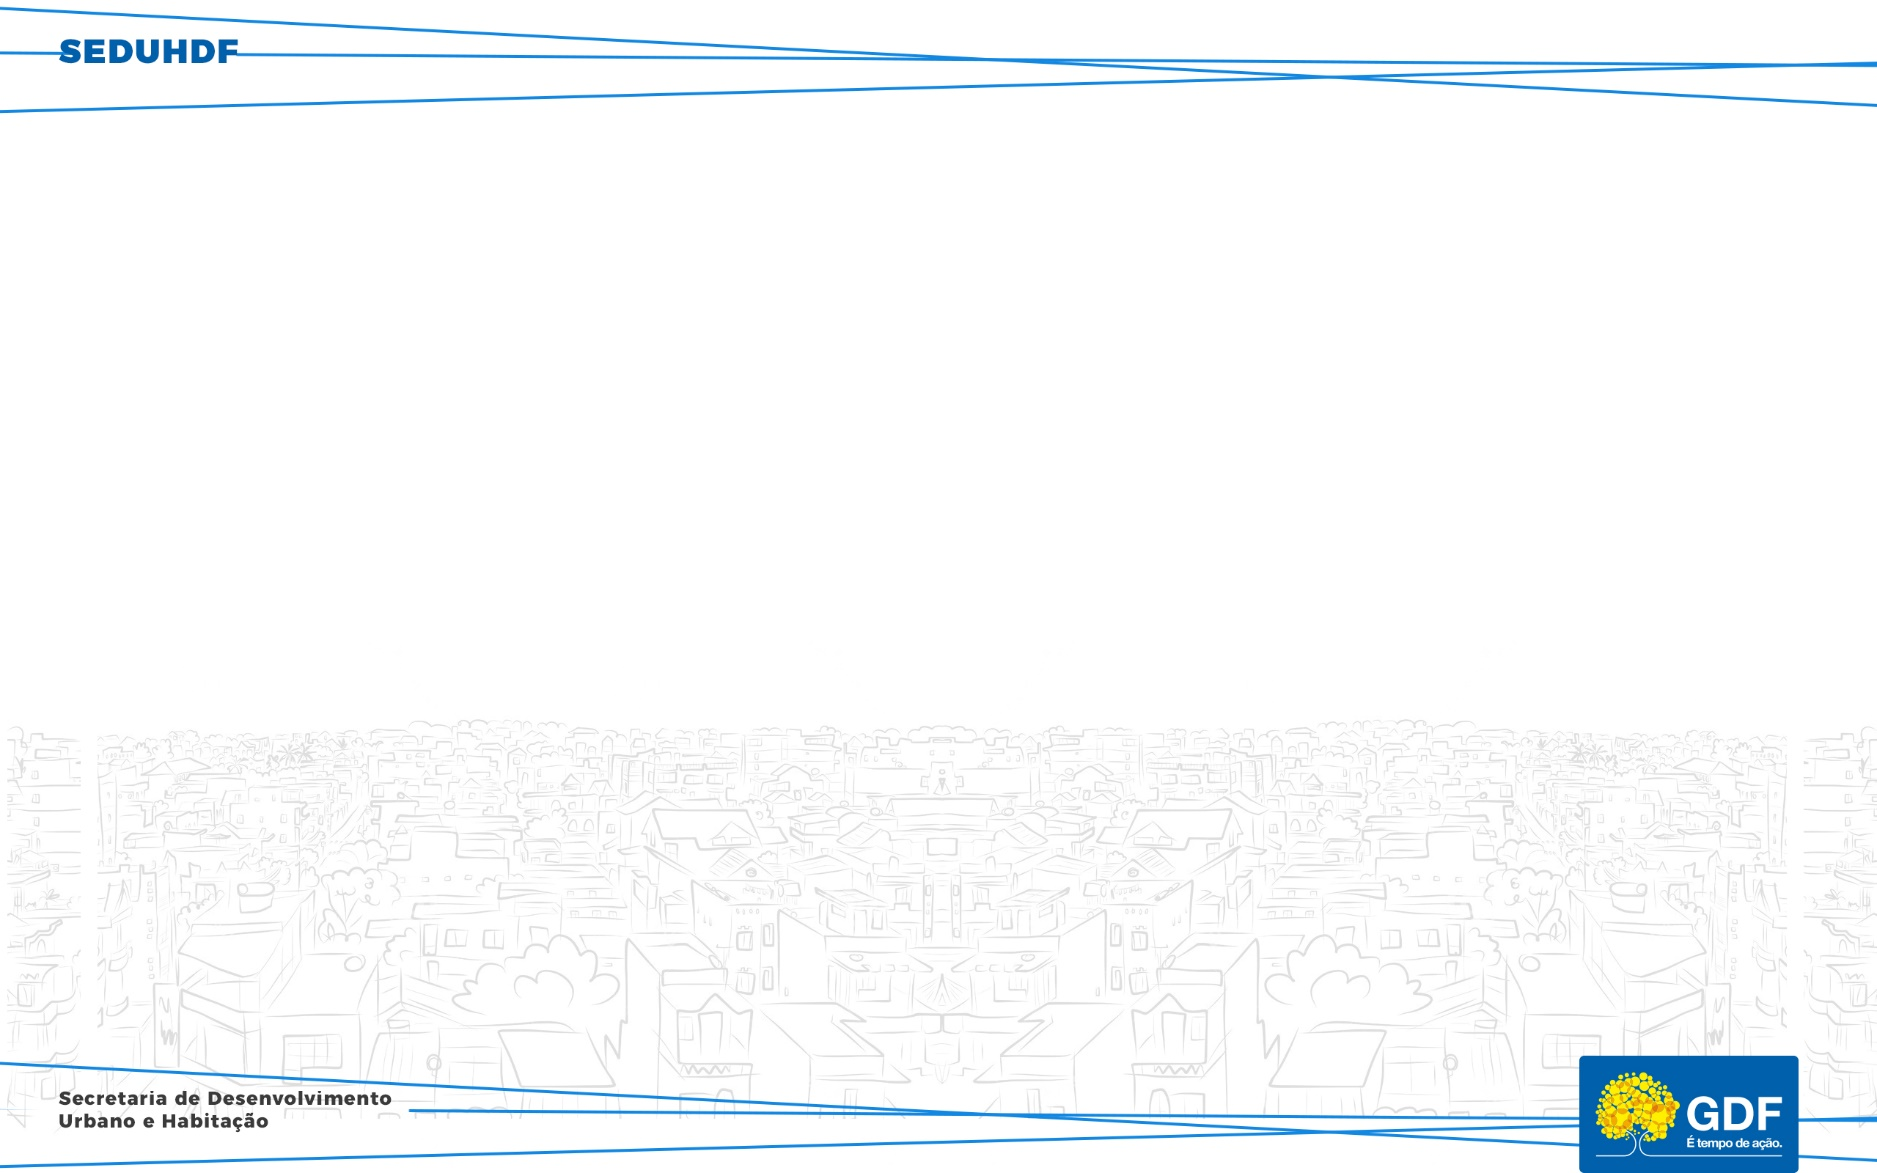 SEDUHDF
Secretaria de Desenvolvimento
Urbano e Habitação
GDF
É tempo de ação.